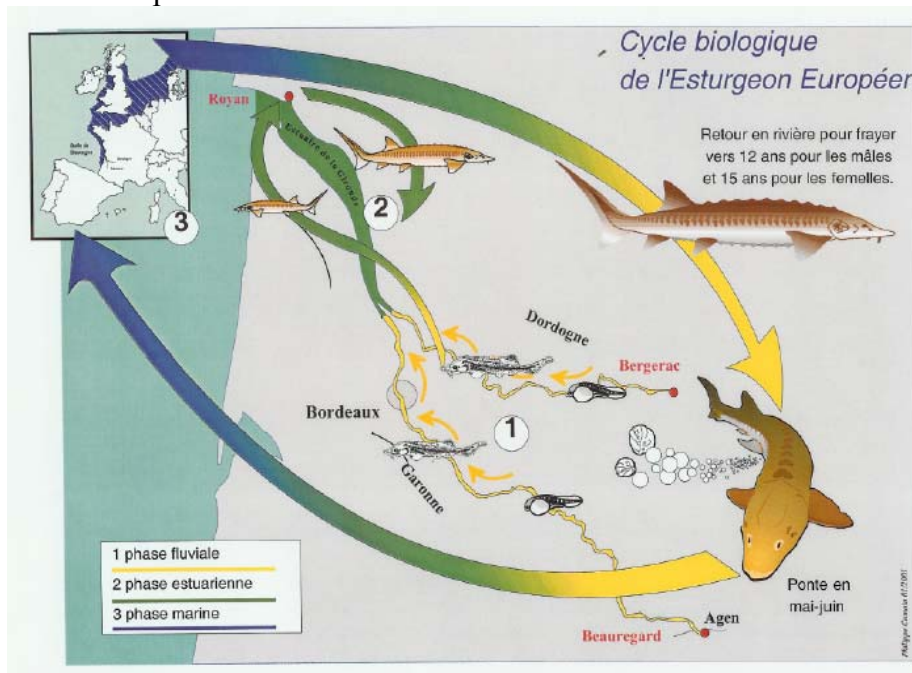 Cycle biologique
de l'Esturgeon Européen
Retour en rivière pour frayer
vers 12 ans pour les mâles
et 15 ans pour les femelles.
Royan
Estuaire de la Gironde
3
2
Dordogne
Bergerac
Bordeaux
1
Garonne
1 phase fluviale
2 phase estuarienne
3 phase marine
Ponte en
mai-juin
Beauregard
Agen